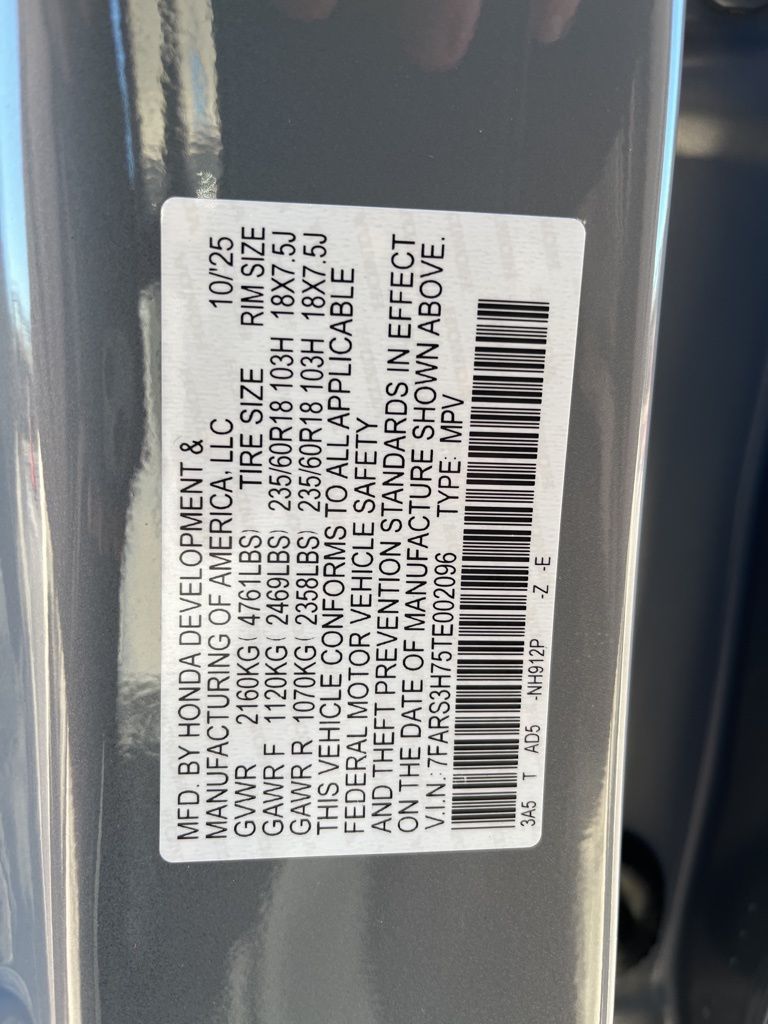 MFD. BY HONDA DEVELOPMENT &
MANUFACTURING OF AMERICA, LLC 10/'25
GVWR 2160KG( 4761LBS) TIRE SIZE RIM SIZE
GAWR F 1120KG( 2469LBS) 235/60R18 103H 18X7.5J
GAWR R 1070KG( 2358LBS) 235/60R18 103H 18X7.5J
THIS VEHICLE CONFORMS TO ALL APPLICABLE
FEDERAL MOTOR VEHICLE SAFETY
AND THEFT PREVENTION STANDARDS IN EFFECT
ON THE DATE OF MANUFACTURE SHOWN ABOVE.
V.I.N.: 7FARS3H75TE002096 TYPE: MPV
3A5 T AD5 -NH912P -Z -E